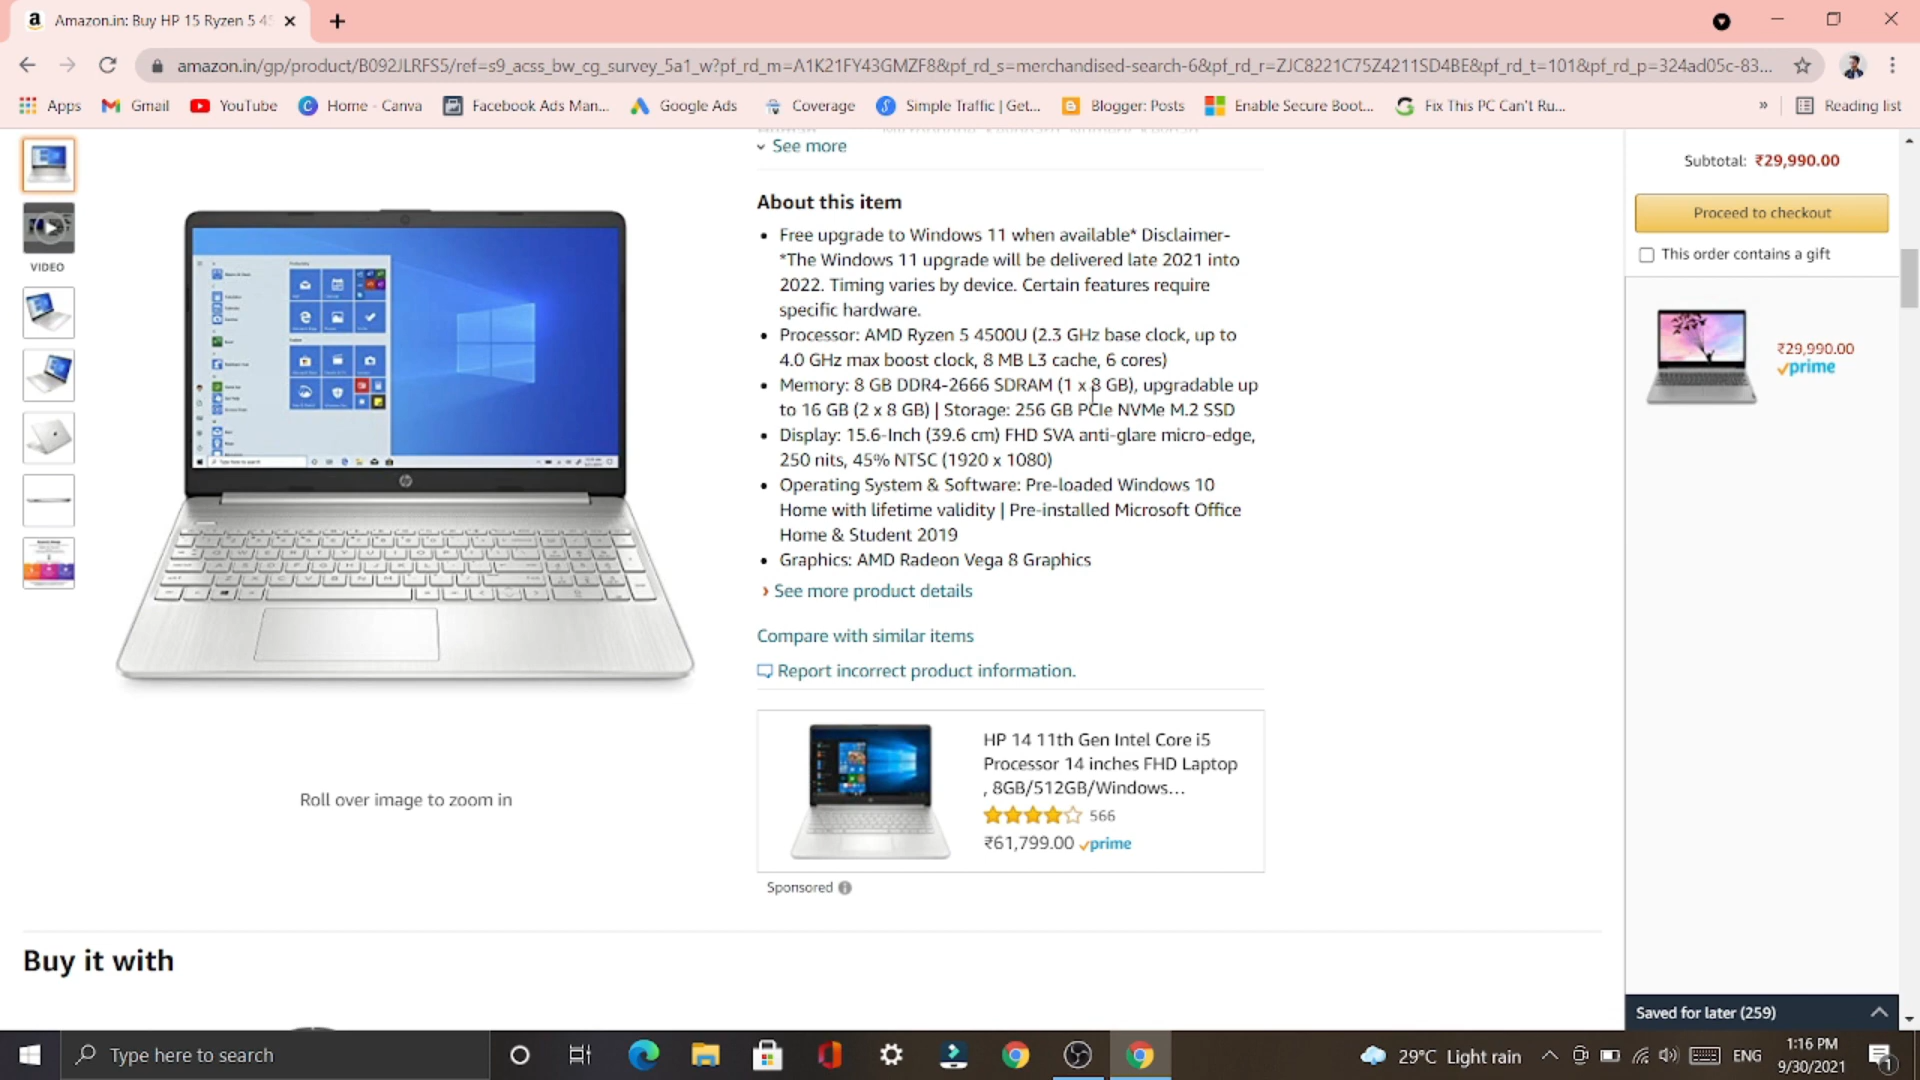 a Amazon.in: Buy HP 15 Ryzen 5 45
amazon.in/gp/product/B092JLRFS5/ref=s9_acss_bw_cg_survey_5a1_w?pf_rd_m=A1K21FY43GMZF8&pf_rd_s=merchandised-search-6&pf_rd_r=ZJC8221C75Z4211SD4BE&pf_rd_t=101&pf_rd_p=324ad05c-83...
Apps Gmail YouTube Home - Canva Facebook Ads Man... Google Ads Coverage Simple Traffic | Get... Blogger: Posts Enable Secure Boot... Fix This PC Can't Ru... » Reading list
See more
About this item
Free upgrade to Windows 11 when available* Disclaimer-
*The Windows 11 upgrade will be delivered late 2021 into
2022. Timing varies by device. Certain features require
specific hardware.
Processor: AMD Ryzen 5 4500U (2.3 GHz base clock, up to
4.0 GHz max boost clock, 8 MB L3 cache, 6 cores)
Memory: 8 GB DDR4-2666 SDRAM (1 x 8 GB), upgradable up
to 16 GB (2 x 8 GB) | Storage: 256 GB PCIe NVMe M.2 SSD
Display: 15.6-Inch (39.6 cm) FHD SVA anti-glare micro-edge,
250 nits, 45% NTSC (1920 x 1080)
Operating System & Software: Pre-loaded Windows 10
Home with lifetime validity | Pre-installed Microsoft Office
Home & Student 2019
Graphics: AMD Radeon Vega 8 Graphics
See more product details
Compare with similar items
Report incorrect product information.
HP 14 11th Gen Intel Core i5
Processor 14 inches FHD Laptop
, 8GB/512GB/Windows...
566
₹61,799.00 prime
Sponsored
VIDEO
hp
Roll over image to zoom in
Buy it with
Subtotal: ₹29,990.00
Proceed to checkout
This order contains a gift
₹29,990.00
prime
Saved for later (259)
Type here to search
29°C Light rain
ENG
1:16 PM
9/30/2021
1